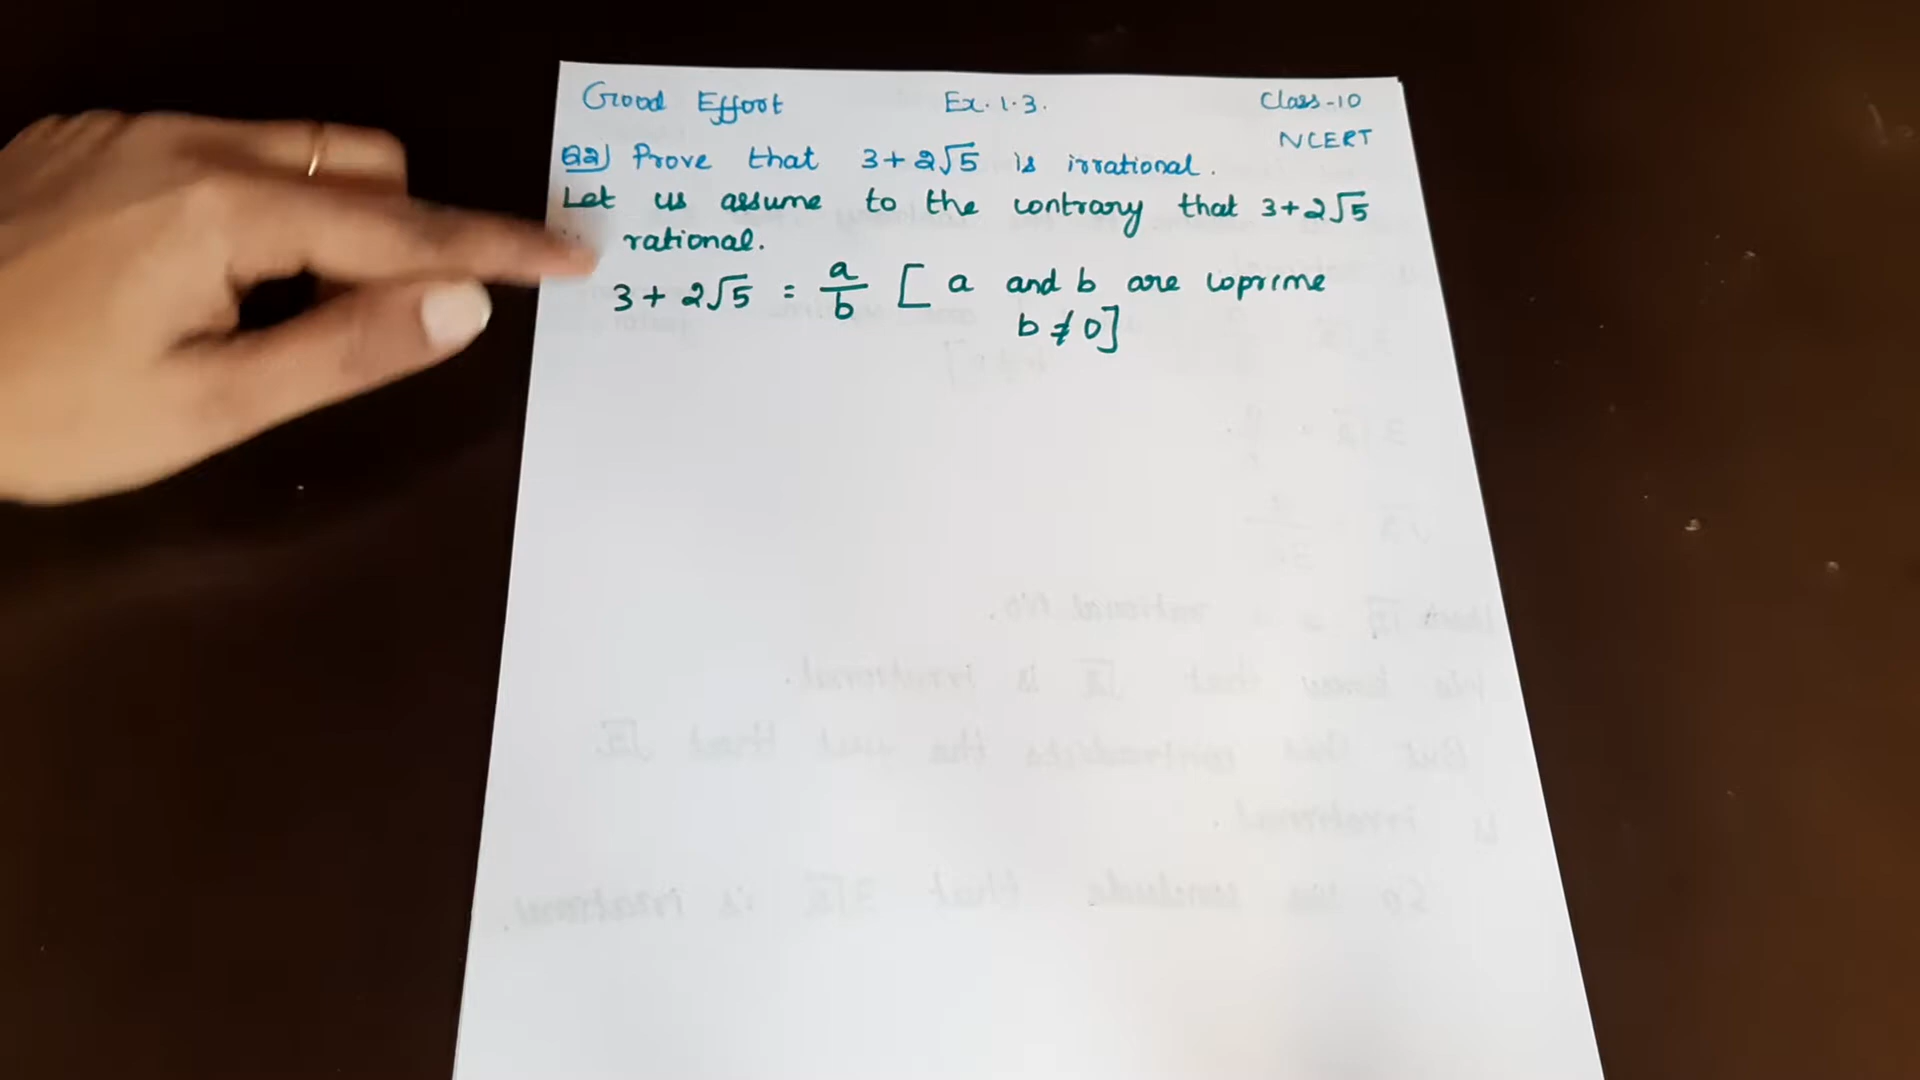 Good Effort Ex. 1.3. Class-10
NCERT
Q2) Prove that 3+2√5 is irrational.
Let us assume to the contrary that 3+2√5
rational.
3 + 2√5 = a/b [ a and b are coprime
b ≠ 0]